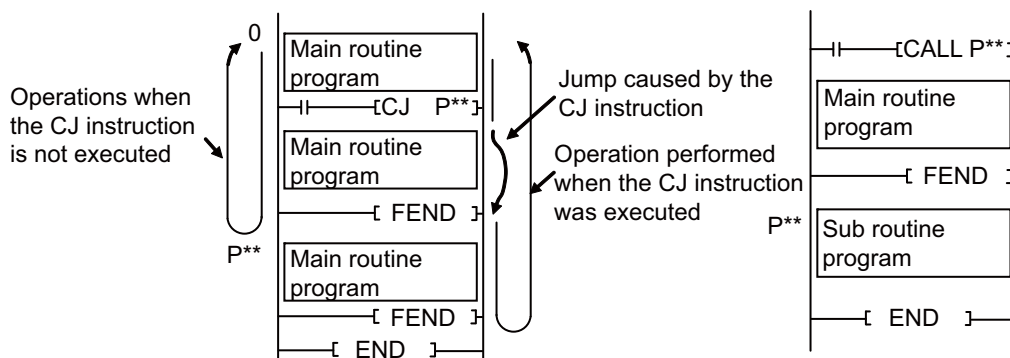 0
Operations when
the CJ instruction
is not executed
P**
Main routine
program
CJ P**
Main routine
program
FEND
Main routine
program
FEND
END
Jump caused by the
CJ instruction
Operation performed
when the CJ instruction
was executed
CALL P**
Main routine
program
FEND
P**
Sub routine
program
END